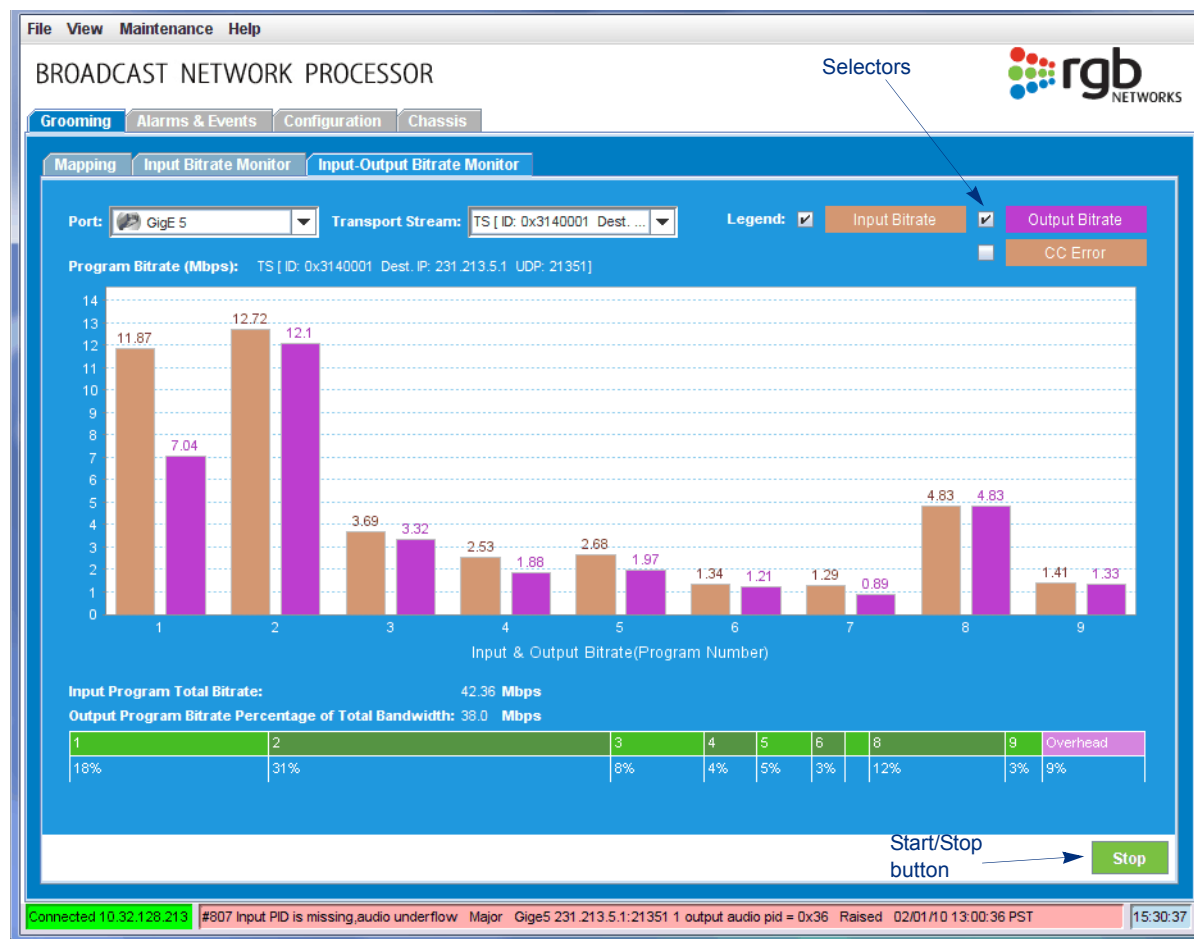 File View Maintenance Help
BROADCAST NETWORK PROCESSOR
Selectors
rgb
NETWORKS
Grooming Alarms & Events Configuration Chassis
Mapping Input Bitrate Monitor Input-Output Bitrate Monitor
Port: GigE 5 Transport Stream: TS [ ID: 0x3140001 Dest. ... Legend: Input Bitrate Output Bitrate
CC Error
Program Bitrate (Mbps): TS [ ID: 0x3140001 Dest. IP: 231.213.5.1 UDP: 21351]
14
13
12
11
10
9
8
7
6
5
4
3
2
1
0
11.87 7.04 12.72 12.1 3.69 3.32 2.53 1.88 2.68 1.97 1.34 1.21 1.29 0.89 4.83 4.83 1.41 1.33
1 2 3 4 5 6 7 8 9
Input & Output Bitrate(Program Number)
Input Program Total Bitrate: 42.36 Mbps
Output Program Bitrate Percentage of Total Bandwidth: 38.0 Mbps
1 2 3 4 5 6 8 9 Overhead
18% 31% 8% 4% 5% 3% 12% 3% 9%
Start/Stop
button
Stop
Connected 10.32.128.213 #807 Input PID is missing,audio underflow Major Gige5 231.213.5.1:21351 1 output audio pid = 0x36 Raised 02/01/10 13:00:36 PST 15:30:37